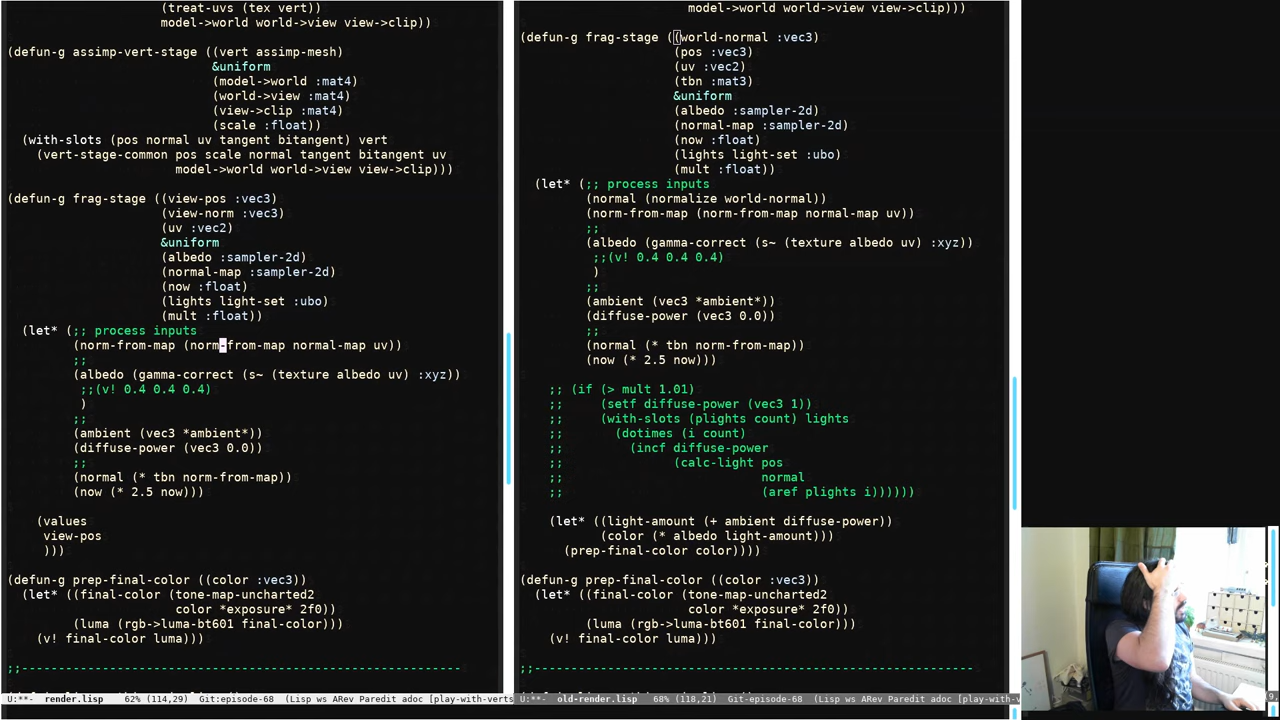 (treat-uvs (tex vert))
model->world world->view view->clip))
(defun-g assimp-vert-stage ((vert assimp-mesh)
&uniform
(model->world :mat4)
(world->view :mat4)
(view->clip :mat4)
(scale :float))
(with-slots (pos normal uv tangent bitangent) vert
(vert-stage-common pos scale normal tangent bitangent uv
model->world world->view view->clip)))
(defun-g frag-stage ((view-pos :vec3)
(view-norm :vec3)
(uv :vec2)
&uniform
(albedo :sampler-2d)
(normal-map :sampler-2d)
(now :float)
(lights light-set :ubo)
(mult :float))
(let* (;; process inputs
(norm-from-map (norm-from-map normal-map uv))
;;
(albedo (gamma-correct (s~ (texture albedo uv) :xyz))
;;(v! 0.4 0.4 0.4)
)
;;
(ambient (vec3 *ambient*))
(diffuse-power (vec3 0.0))
;;
(normal (* tbn norm-from-map))
(now (* 2.5 now)))
(values
view-pos
)))
(defun-g prep-final-color ((color :vec3))
(let* ((final-color (tone-map-uncharted2
color *exposure* 2f0))
(luma (rgb->luma-bt601 final-color)))
(v! final-color luma)))
;;------------------------------------------------------------
U:**- render.lisp 62% (114,29) Git:episode-68 (Lisp ws ARev Paredit adoc [play-with-verts
model->world world->view view->clip)))
(defun-g frag-stage ((world-normal :vec3)
(pos :vec3)
(uv :vec2)
(tbn :mat3)
&uniform
(albedo :sampler-2d)
(normal-map :sampler-2d)
(now :float)
(lights light-set :ubo)
(mult :float))
(let* (;; process inputs
(normal (normalize world-normal))
(norm-from-map (norm-from-map normal-map uv))
;;
(albedo (gamma-correct (s~ (texture albedo uv) :xyz))
;;(v! 0.4 0.4 0.4)
)
;;
(ambient (vec3 *ambient*))
(diffuse-power (vec3 0.0))
;;
(normal (* tbn norm-from-map))
(now (* 2.5 now)))
;; (if (> mult 1.01)
;; (setf diffuse-power (vec3 1))
;; (with-slots (plights count) lights
;; (dotimes (i count)
;; (incf diffuse-power
;; (calc-light pos
;; normal
;; (aref plights i))))))
(let* ((light-amount (+ ambient diffuse-power))
(color (* albedo light-amount)))
(prep-final-color color))))
(defun-g prep-final-color ((color :vec3))
(let* ((final-color (tone-map-uncharted2
color *exposure* 2f0))
(luma (rgb->luma-bt601 final-color)))
(v! final-color luma)))
;;------------------------------------------------------------
U:**- old-render.lisp 68% (118,21) Git:episode-68 (Lisp ws ARev Paredit adoc [play-with-v